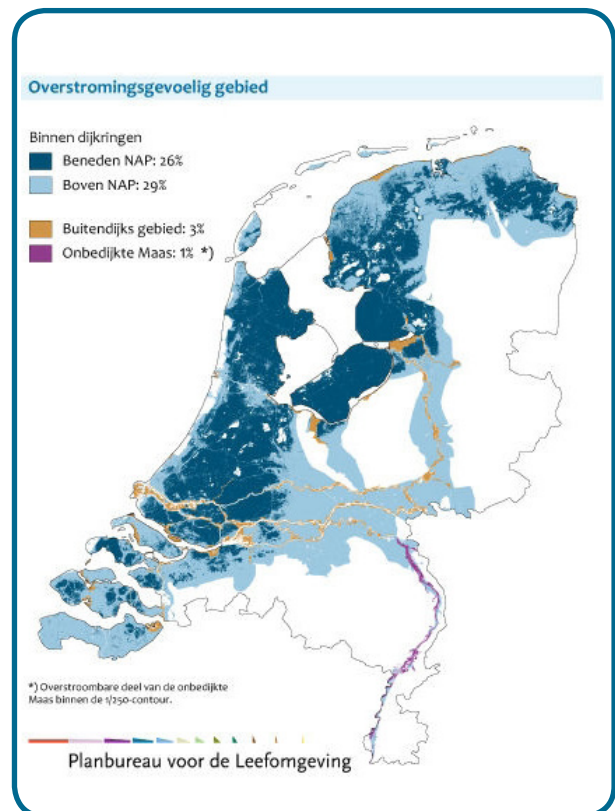 Overstromingsgevoelig gebied
Binnen dijkringen
Beneden NAP: 26%
Boven NAP: 29%
Buitendijks gebied: 3%
Onbedijkte Maas: 1% *)
*) Overstroombare deel van de onbedijkte
Maas binnen de 1/250-contour.
Planbureau voor de Leefomgeving